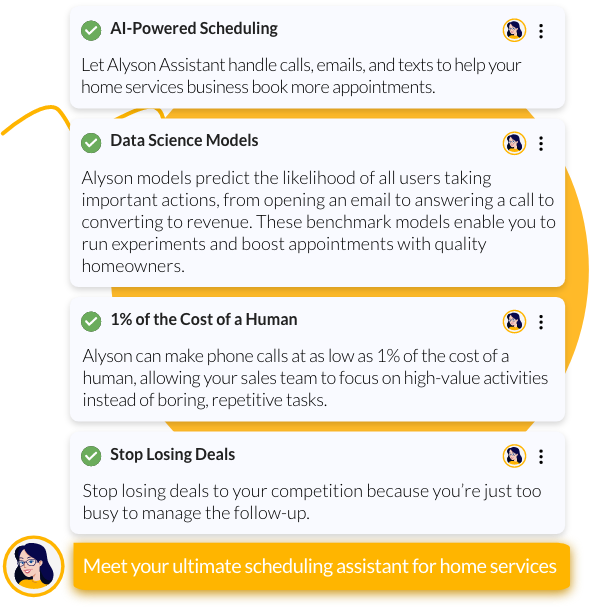 AI-Powered Scheduling
Let Alyson Assistant handle calls, emails, and texts to help your
home services business book more appointments.
Data Science Models
Alyson models predict the likelihood of all users taking
important actions, from opening an email to answering a call to
converting to revenue. These benchmark models enable you to
run experiments and boost appointments with quality
homeowners.
1% of the Cost of a Human
Alyson can make phone calls at as low as 1% of the cost of a
human, allowing your sales team to focus on high-value activities
instead of boring, repetitive tasks.
Stop Losing Deals
Stop losing deals to your competition because you're just too
busy to manage the follow-up.
Meet your ultimate scheduling assistant for home services